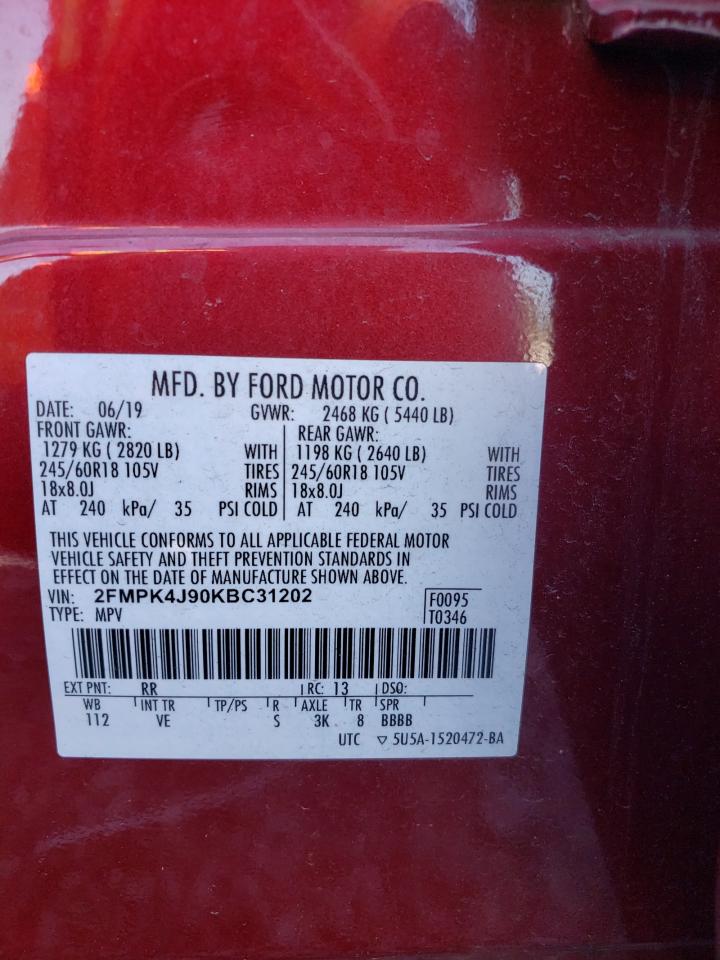 MFD. BY FORD MOTOR CO.
DATE: 06/19 GVWR: 2468 KG ( 5440 LB)
FRONT GAWR: REAR GAWR:
1279 KG ( 2820 LB) WITH 1198 KG ( 2640 LB) WITH
245/60R18 105V TIRES 245/60R18 105V TIRES
18x8.0J RIMS 18x8.0J RIMS
AT 240 kPa/ 35 PSI COLD AT 240 kPa/ 35 PSI COLD
THIS VEHICLE CONFORMS TO ALL APPLICABLE FEDERAL MOTOR
VEHICLE SAFETY AND THEFT PREVENTION STANDARDS IN
EFFECT ON THE DATE OF MANUFACTURE SHOWN ABOVE.
VIN: 2FMPK4J90KBC31202 F0095
TYPE: MPV T0346
EXT PNT: RR RC: 13 DSO:
WB INT TR TP/PS R AXLE TR SPR
112 VE S 3K 8 BBBB
UTC ▽ 5U5A-1520472-BA